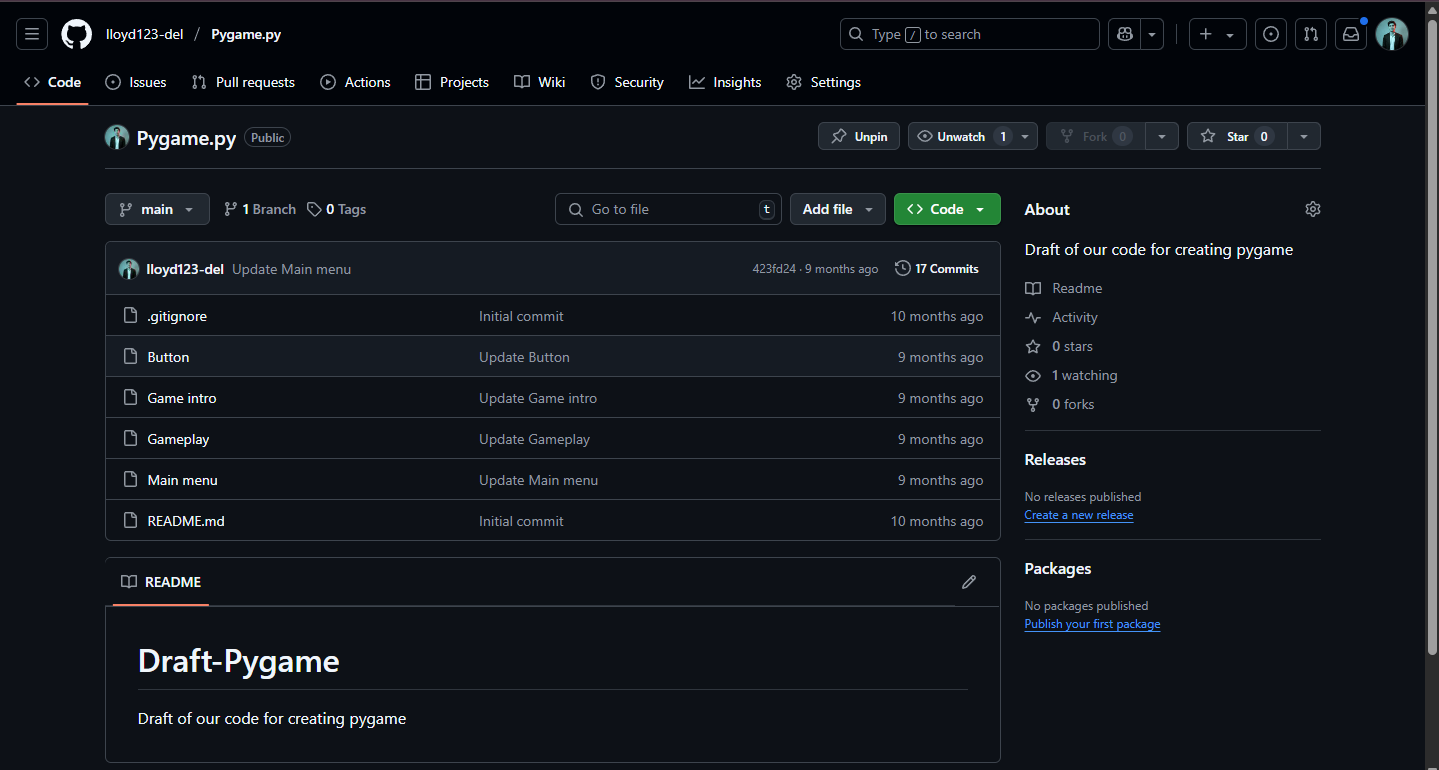 lloyd123-del / Pygame.py
Type / to search
Code Issues Pull requests Actions Projects Wiki Security Insights Settings
Pygame.py Public
Unpin Unwatch 1 Fork 0 Star 0
main 1 Branch 0 Tags Go to file t Add file Code
lloyd123-del Update Main menu 423fd24 · 9 months ago 17 Commits
.gitignore Initial commit 10 months ago
Button Update Button 9 months ago
Game intro Update Game intro 9 months ago
Gameplay Update Gameplay 9 months ago
Main menu Update Main menu 9 months ago
README.md Initial commit 10 months ago
README
Draft-Pygame
Draft of our code for creating pygame
About
Draft of our code for creating pygame
Readme
Activity
0 stars
1 watching
0 forks
Releases
No releases published
Create a new release
Packages
No packages published
Publish your first package